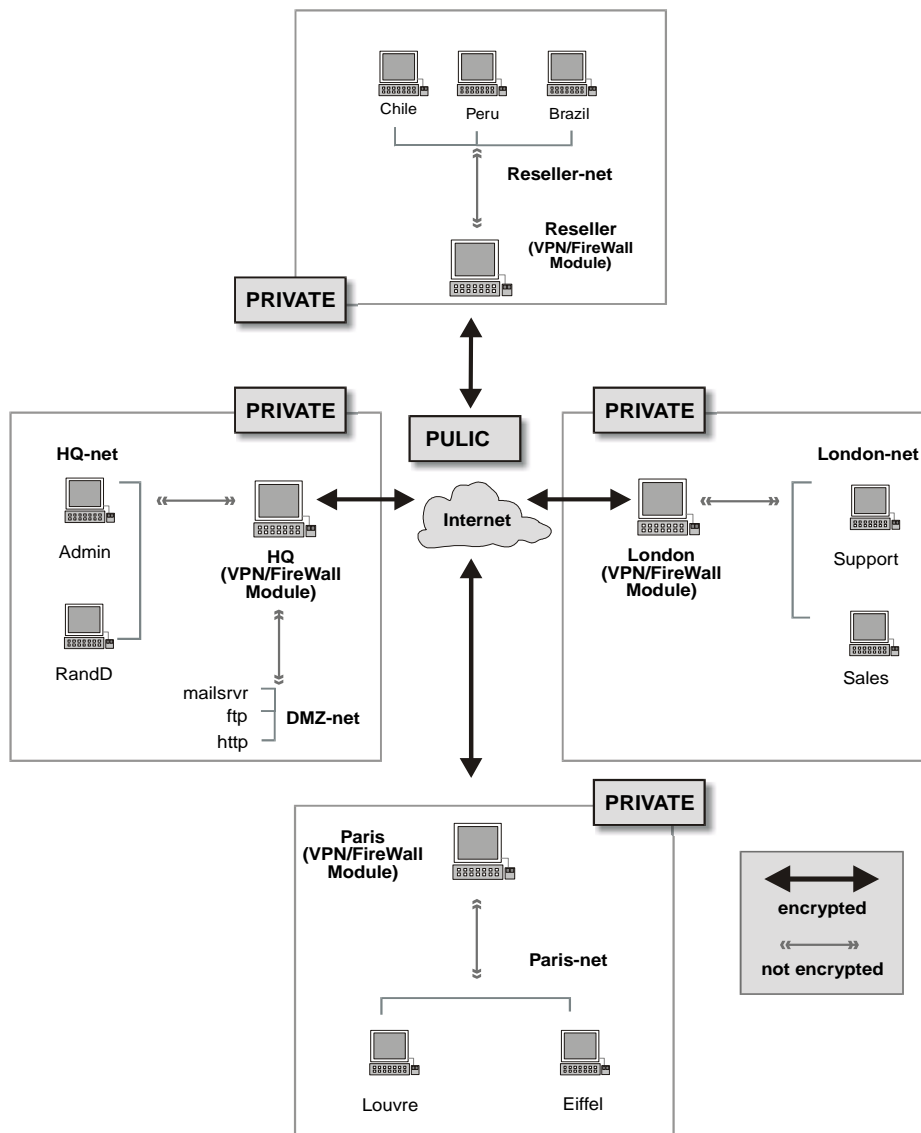 Chile
Peru
Brazil
Reseller-net
Reseller
(VPN/FireWall
Module)
PRIVATE
PRIVATE
PRIVATE
PULIC
HQ-net
London-net
Internet
Admin
HQ
(VPN/FireWall
Module)
London
(VPN/FireWall
Module)
Support
RandD
Sales
mailsrvr
ftp
DMZ-net
http
PRIVATE
Paris
(VPN/FireWall
Module)
encrypted
not encrypted
Paris-net
Louvre
Eiffel